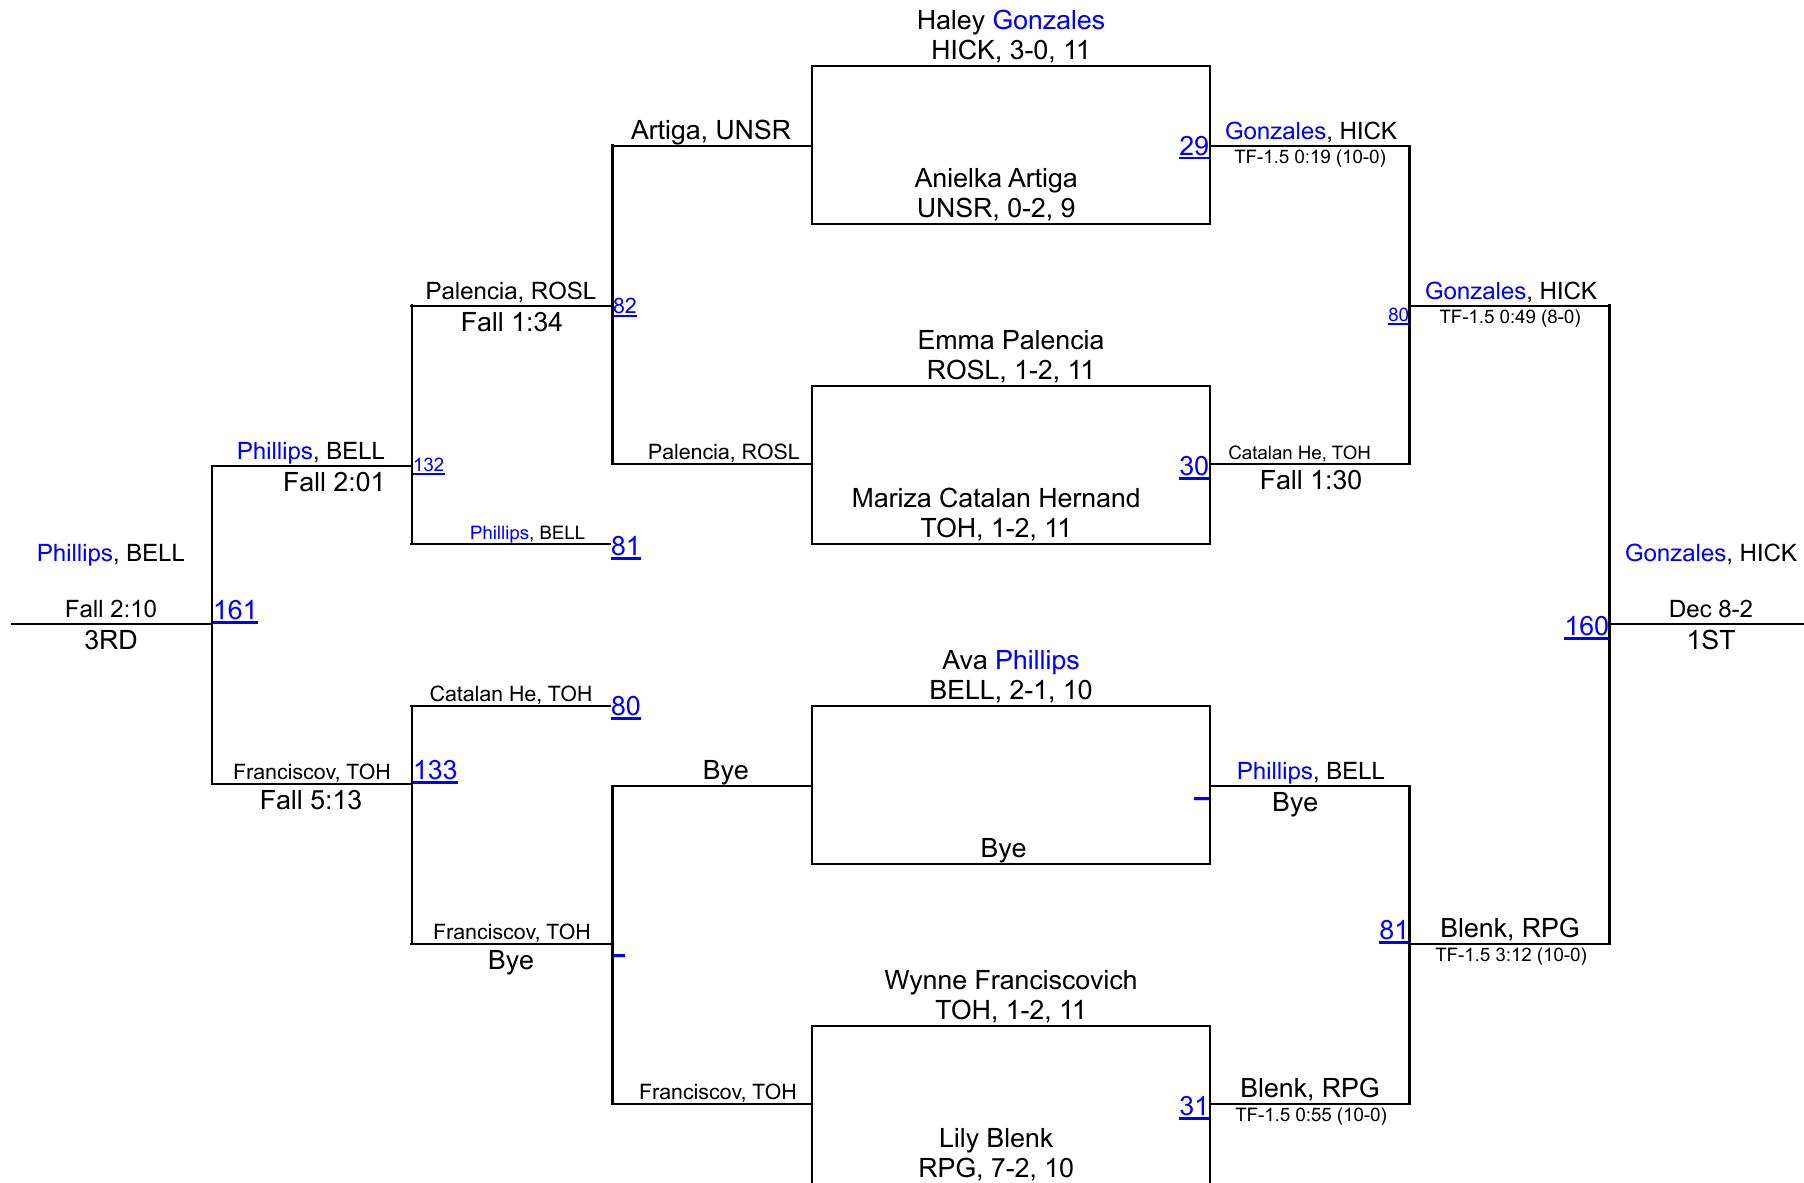 Haley Gonzales
HICK, 3-0, 11
Artiga, UNSR
29
Gonzales, HICK
TF-1.5 0:19 (10-0)
Anielka Artiga
UNSR, 0-2, 9
Palencia, ROSL
Fall 1:34
82
80
Gonzales, HICK
TF-1.5 0:49 (8-0)
Emma Palencia
ROSL, 1-2, 11
Phillips, BELL
Fall 2:01
132
Palencia, ROSL
30
Catalan He, TOH
Fall 1:30
Mariza Catalan Hernand
TOH, 1-2, 11
Phillips, BELL
81
Phillips, BELL
Fall 2:10
3RD
161
Gonzales, HICK
160
Dec 8-2
1ST
Ava Phillips
BELL, 2-1, 10
Catalan He, TOH
80
Franciscov, TOH
Fall 5:13
133
Bye
Phillips, BELL
Bye
Bye
Franciscov, TOH
Bye
81
Blenk, RPG
TF-1.5 3:12 (10-0)
Wynne Franciscovich
TOH, 1-2, 11
Franciscov, TOH
31
Blenk, RPG
TF-1.5 0:55 (10-0)
Lily Blenk
RPG, 7-2, 10